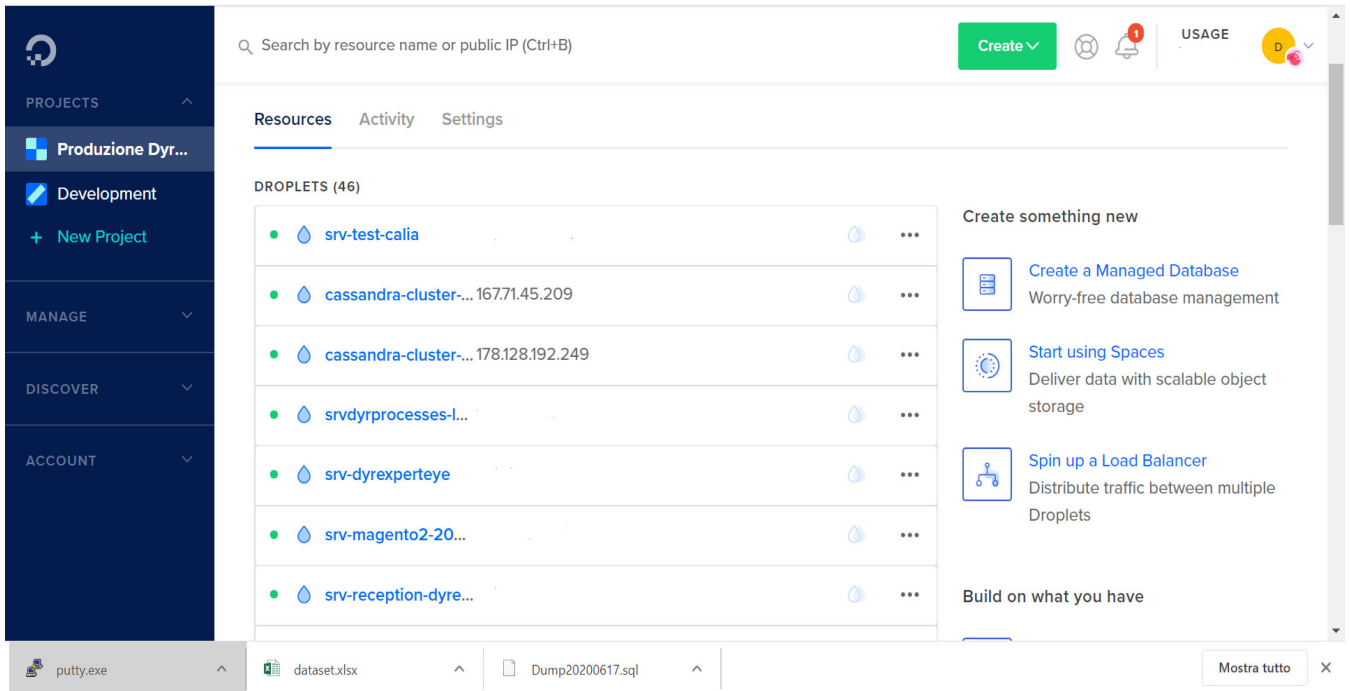 Search by resource name or public IP (Ctrl+B)
Create
1
USAGE
D
PROJECTS
Produzione Dyr...
Development
+ New Project
MANAGE
DISCOVER
ACCOUNT
Resources Activity Settings
DROPLETS (46)
srv-test-calia
cassandra-cluster-... 167.71.45.209
cassandra-cluster-... 178.128.192.249
srvdyrprocesses-l...
srv-dyrexperteye
srv-magento2-20...
srv-reception-dyre...
Create something new
Create a Managed Database
Worry-free database management
Start using Spaces
Deliver data with scalable object
storage
Spin up a Load Balancer
Distribute traffic between multiple
Droplets
Build on what you have
putty.exe
dataset.xlsx
Dump20200617.sql
Mostra tutto